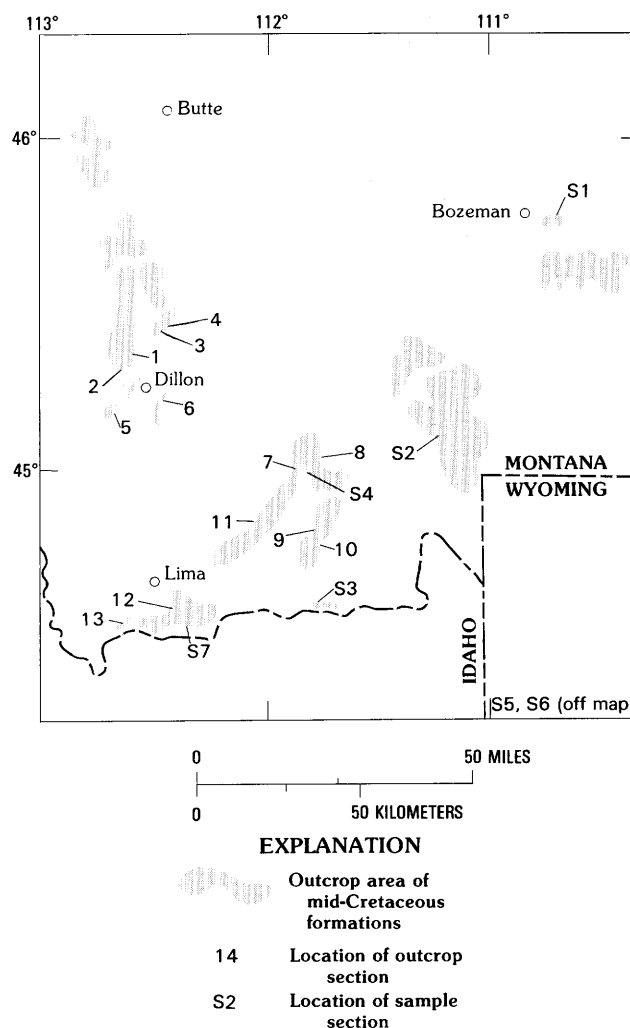 113°
112°
111°
Butte
46°
S1
Bozeman
4
3
1
2
Dillon
6
5
8
7
S2
45°
MONTANA
S4
WYOMING
11
9
10
Lima
S3
12
13
S7
IDAHO
S5, S6 (off map
0
50 MILES
0
50 KILOMETERS
EXPLANATION
Outcrop area of
mid-Cretaceous
formations
14
Location of outcrop
section
S2
Location of sample
section